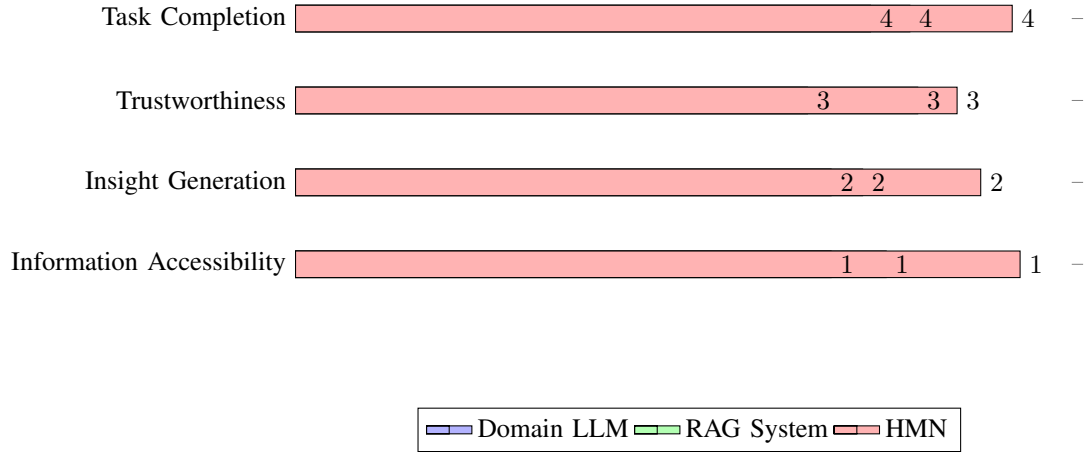 Task Completion 4 4 4
Trustworthiness 3 3 3
Insight Generation 2 2 2
Information Accessibility 1 1 1
Domain LLM RAG System HMN